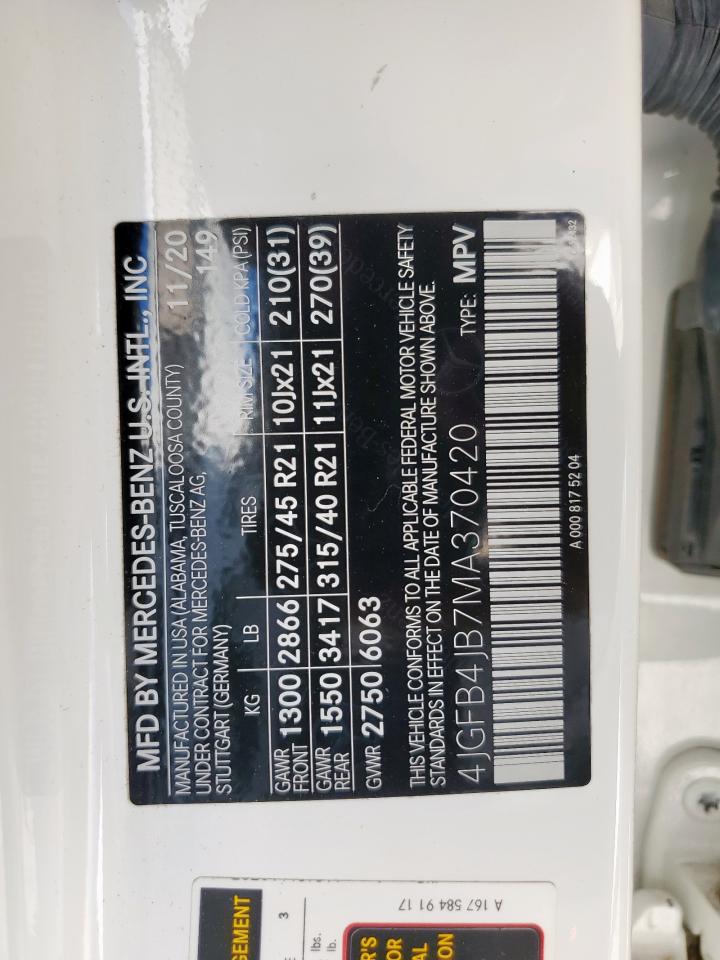 MFD BY MERCEDES-BENZ U.S. INTL., INC
MANUFACTURED IN USA (ALABAMA, TUSCALOOSA COUNTY) 11/20
UNDER CONTRACT FOR MERCEDES-BENZ AG, 149
STUTTGART (GERMANY)
KG LB TIRES RIM SIZE COLD KPA (PSI)
GAWR FRONT 1300 2866 275/45 R21 10Jx21 210(31)
GAWR REAR 1550 3417 315/40 R21 11Jx21 270(39)
GVWR 2750 6063
THIS VEHICLE CONFORMS TO ALL APPLICABLE FEDERAL MOTOR VEHICLE SAFETY
STANDARDS IN EFFECT ON THE DATE OF MANUFACTURE SHOWN ABOVE.
4JGFB4JB7MA370420 TYPE: MPV
A 000 817 52 04
GEMENT
3
lbs.
lb.
'S
OR
AL
ON
A 167 584 91 17